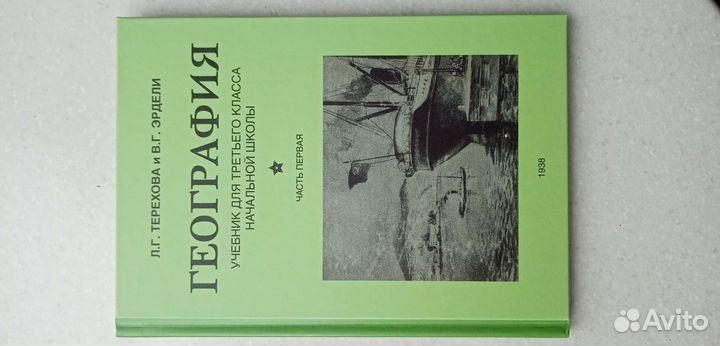 Л.Г. ТЕРЕХОВА и В.Г. ЭРДЕЛИ
ГЕОГРАФИЯ
УЧЕБНИК ДЛЯ ТРЕТЬЕГО КЛАССА
НАЧАЛЬНОЙ ШКОЛЫ
ЧАСТЬ ПЕРВАЯ
1938
Avito